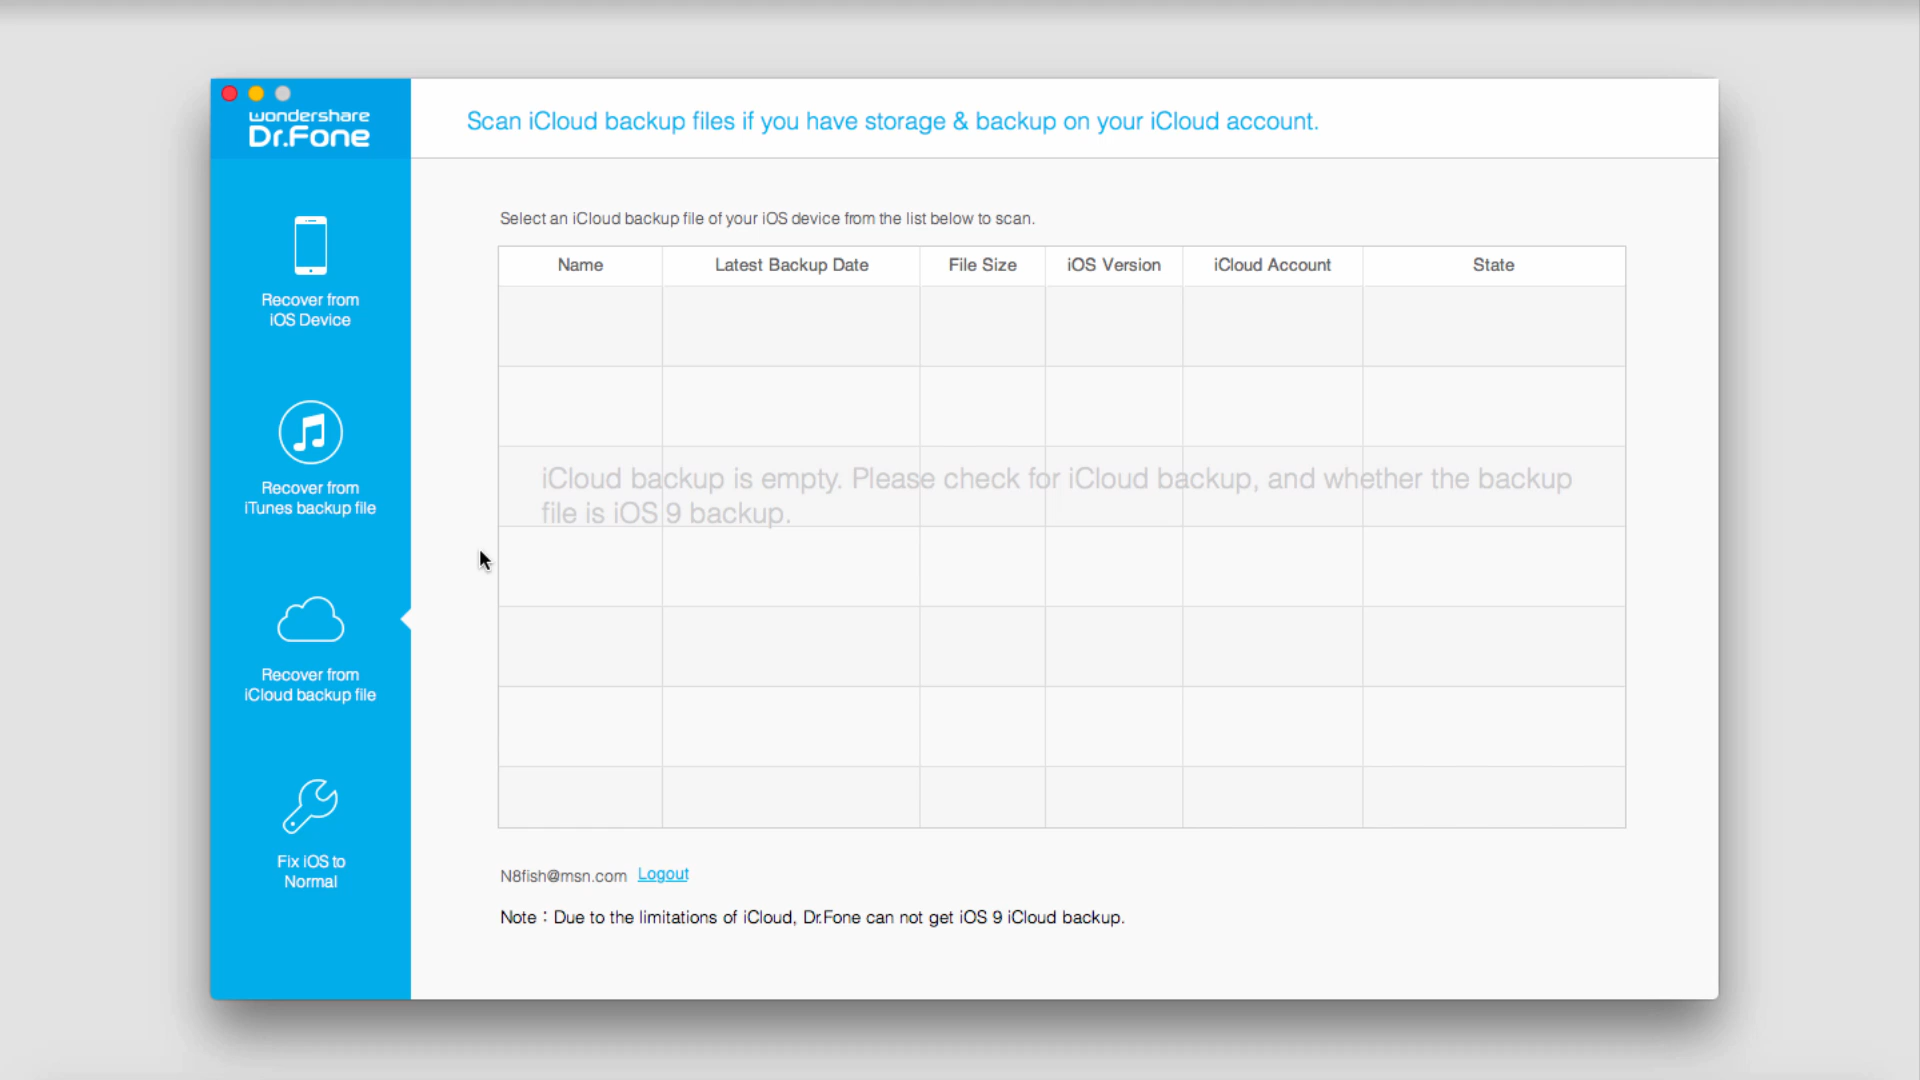 wondershare
Dr.Fone
Scan iCloud backup files if you have storage & backup on your iCloud account.
Recover from
iOS Device
Recover from
iTunes backup file
Recover from
iCloud backup file
Fix iOS to
Normal
Select an iCloud backup file of your iOS device from the list below to scan.
Name Latest Backup Date File Size iOS Version iCloud Account State
iCloud backup is empty. Please check for iCloud backup, and whether the backup
file is iOS 9 backup.
N8fish@msn.com Logout
Note : Due to the limitations of iCloud, Dr.Fone can not get iOS 9 iCloud backup.